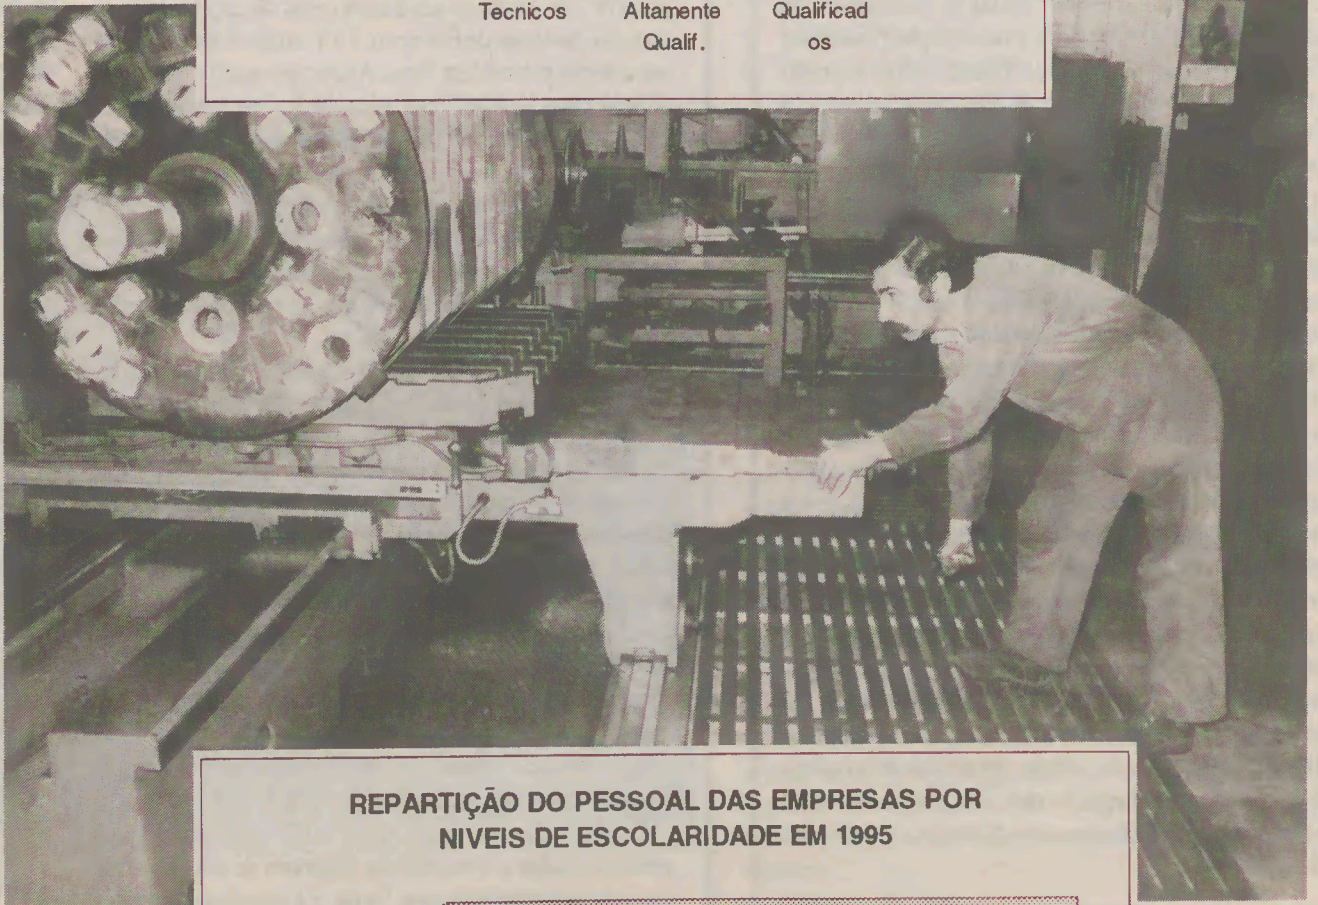 Tecnicos Altamente Qualificad
Qualif. os
REPARTIÇÃO DO PESSOAL DAS EMPRESAS POR
NIVEIS DE ESCOLARIDADE EM 1995